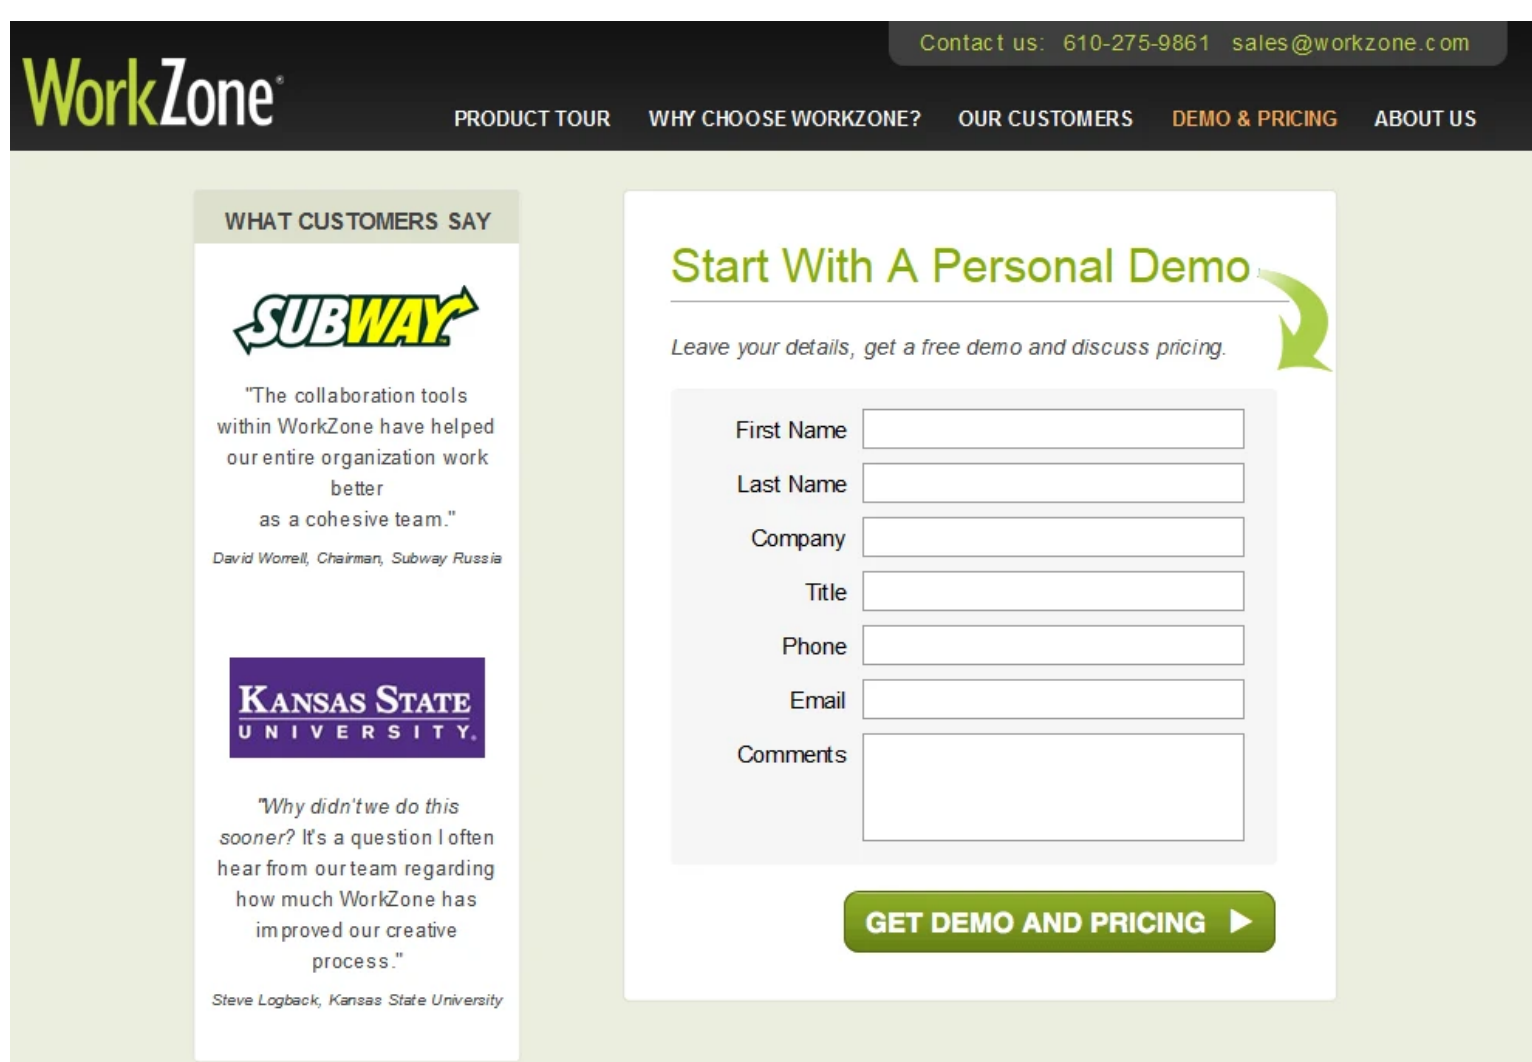 Contact us: 610-275-9861 sales@workzone.com
WorkZone®
PRODUCT TOUR WHY CHOOSE WORKZONE? OUR CUSTOMERS DEMO & PRICING ABOUT US
WHAT CUSTOMERS SAY
SUBWAY
"The collaboration tools
within WorkZone have helped
our entire organization work
better
as a cohesive team."
David Worrell, Chairman, Subway Russia
KANSAS STATE
UNIVERSITY.
"Why didn't we do this
sooner? It's a question I often
hear from our team regarding
how much WorkZone has
improved our creative
process."
Steve Logback, Kansas State University
Start With A Personal Demo
Leave your details, get a free demo and discuss pricing.
First Name
Last Name
Company
Title
Phone
Email
Comments
GET DEMO AND PRICING